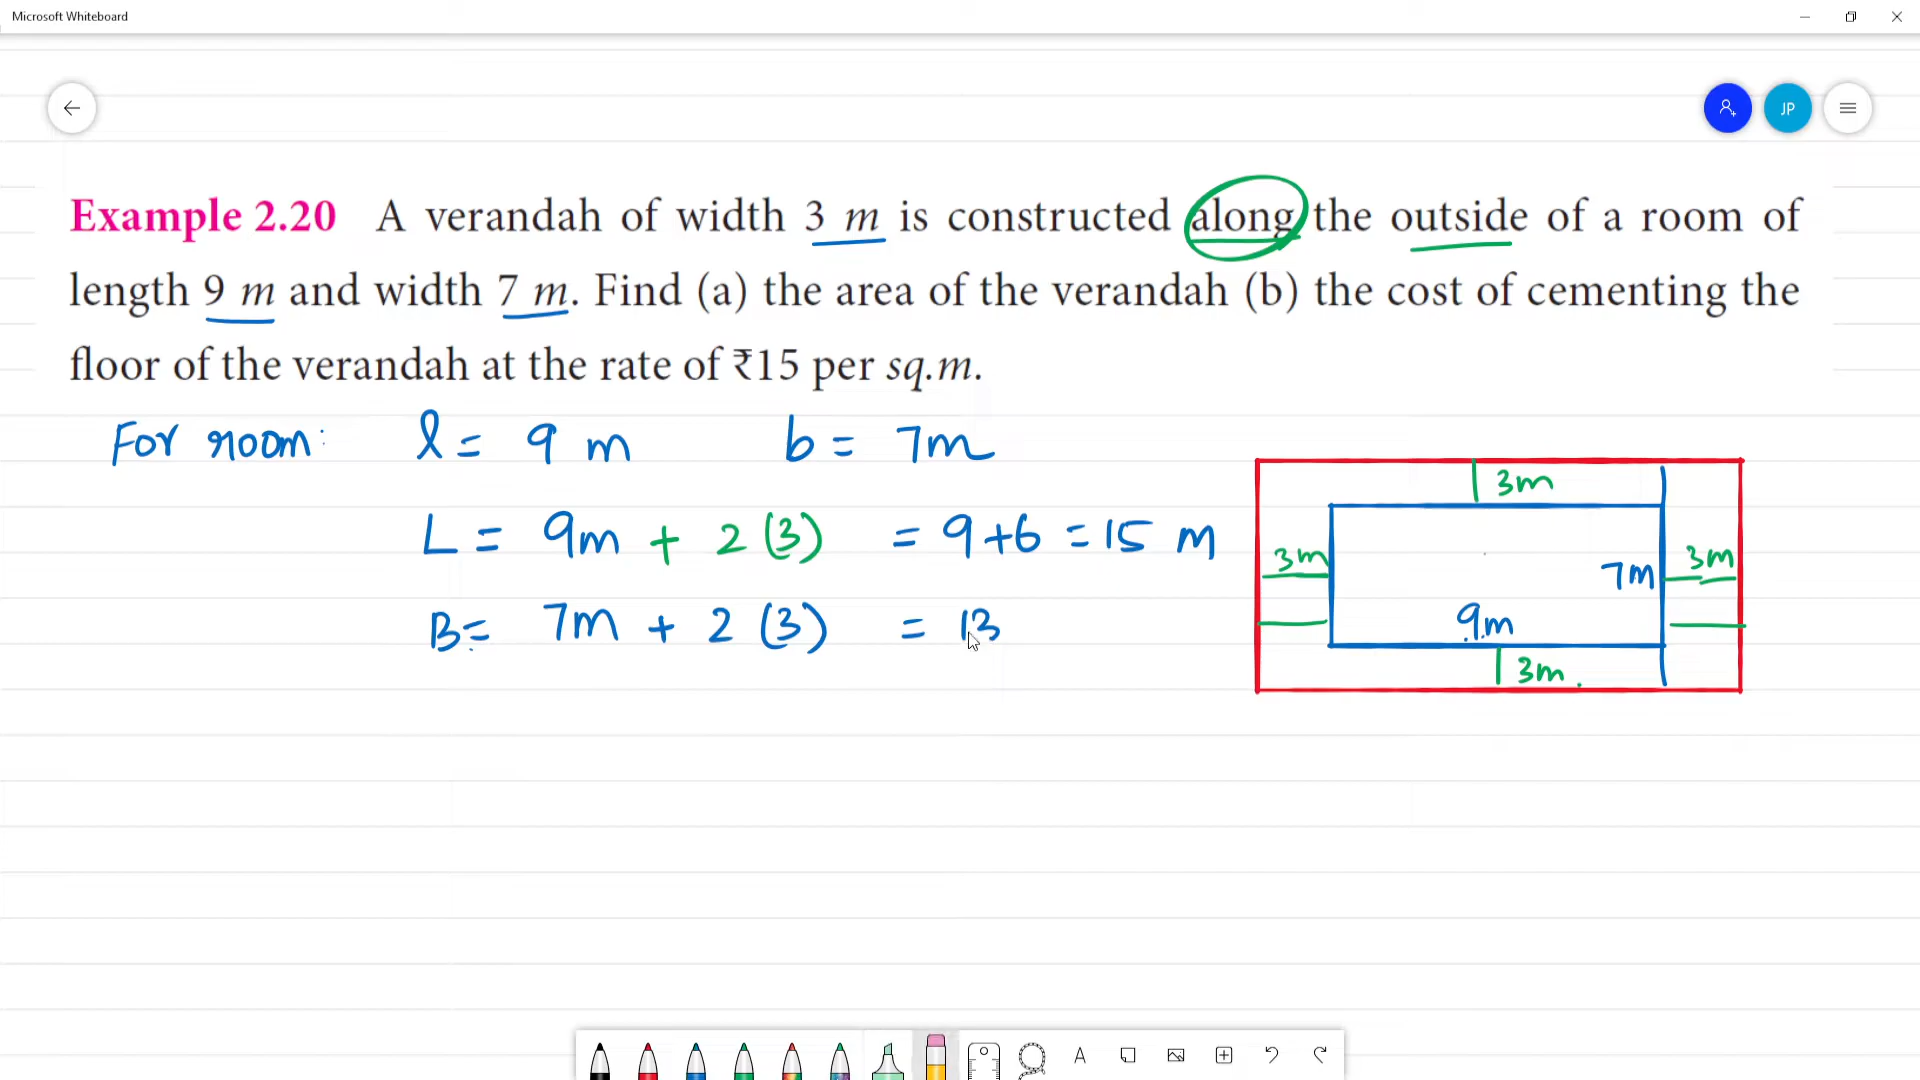 Microsoft Whiteboard
JP
Example 2.20 A verandah of width 3 m is constructed along the outside of a room of
length 9 m and width 7 m. Find (a) the area of the verandah (b) the cost of cementing the
floor of the verandah at the rate of ₹15 per sq.m.
For room: l = 9 m b = 7m
L = 9m + 2 (3) = 9+6 = 15 m
B = 7m + 2 (3) = 13
3m
3m 7m 3m
9m
3m
A